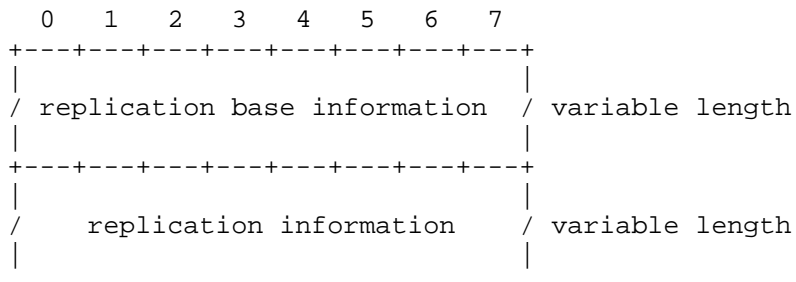 0   1   2   3   4   5   6   7
+---+---+---+---+---+---+---+---+
|                               |
/ replication base information  / variable length
|                               |
+---+---+---+---+---+---+---+---+
|                               |
/    replication information    / variable length
|                               |